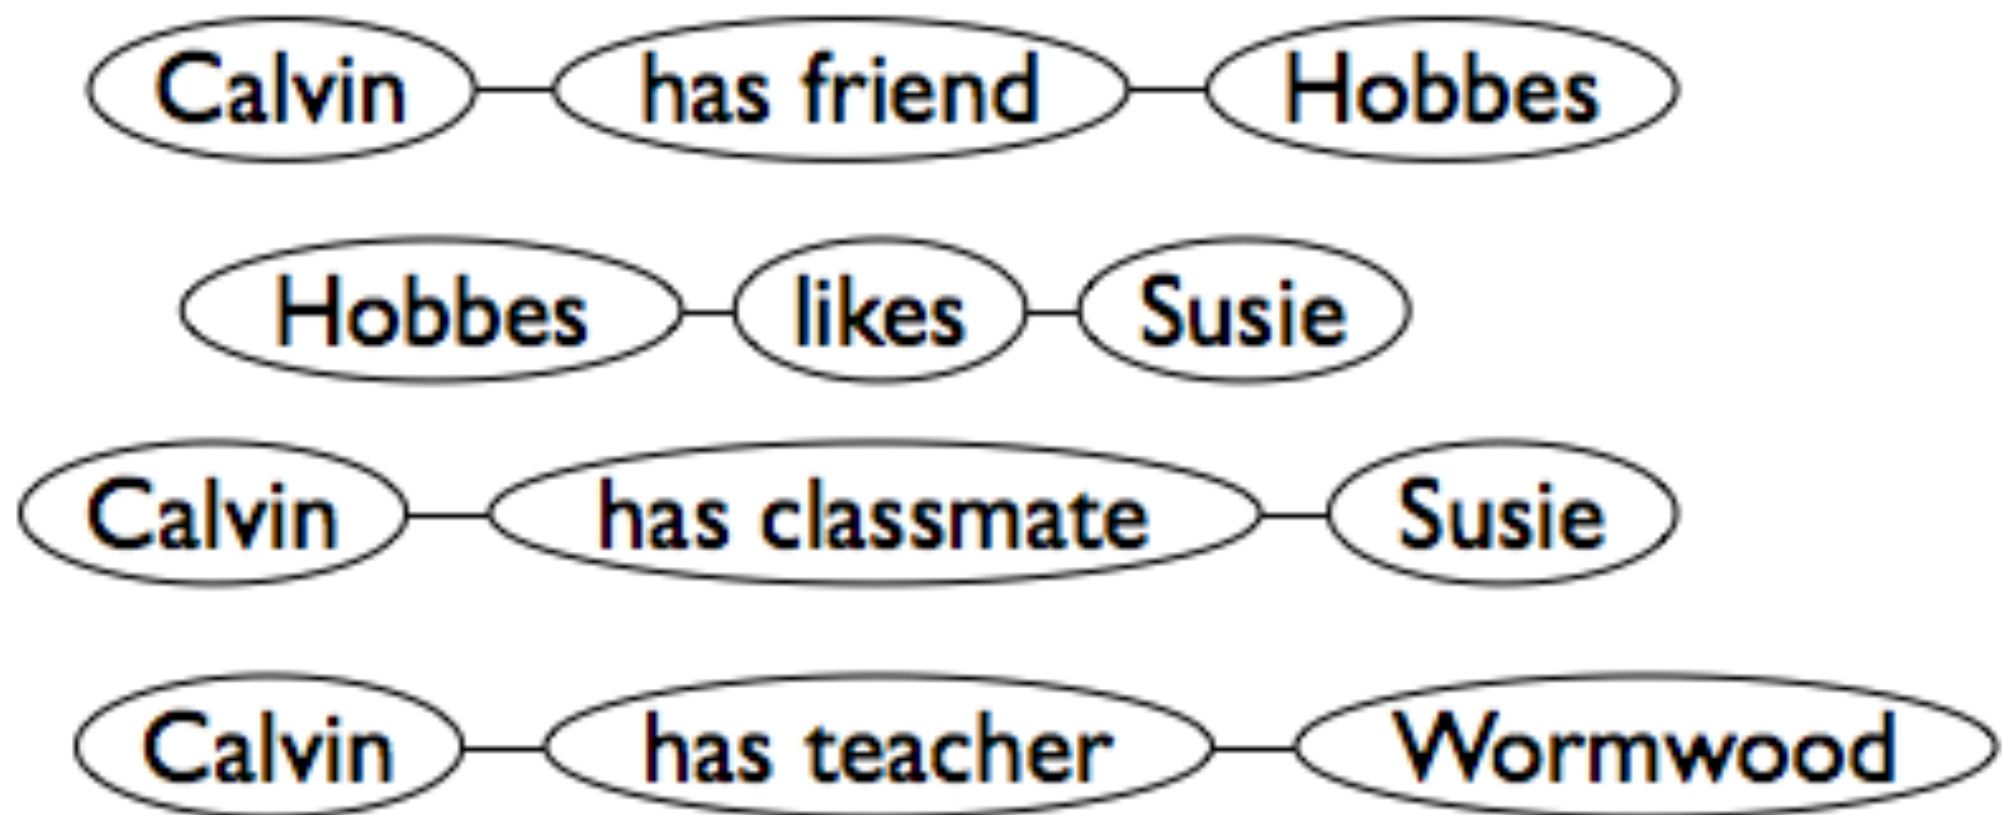 Calvin has friend Hobbes
Hobbes likes Susie
Calvin has classmate Susie
Calvin has teacher Wormwood